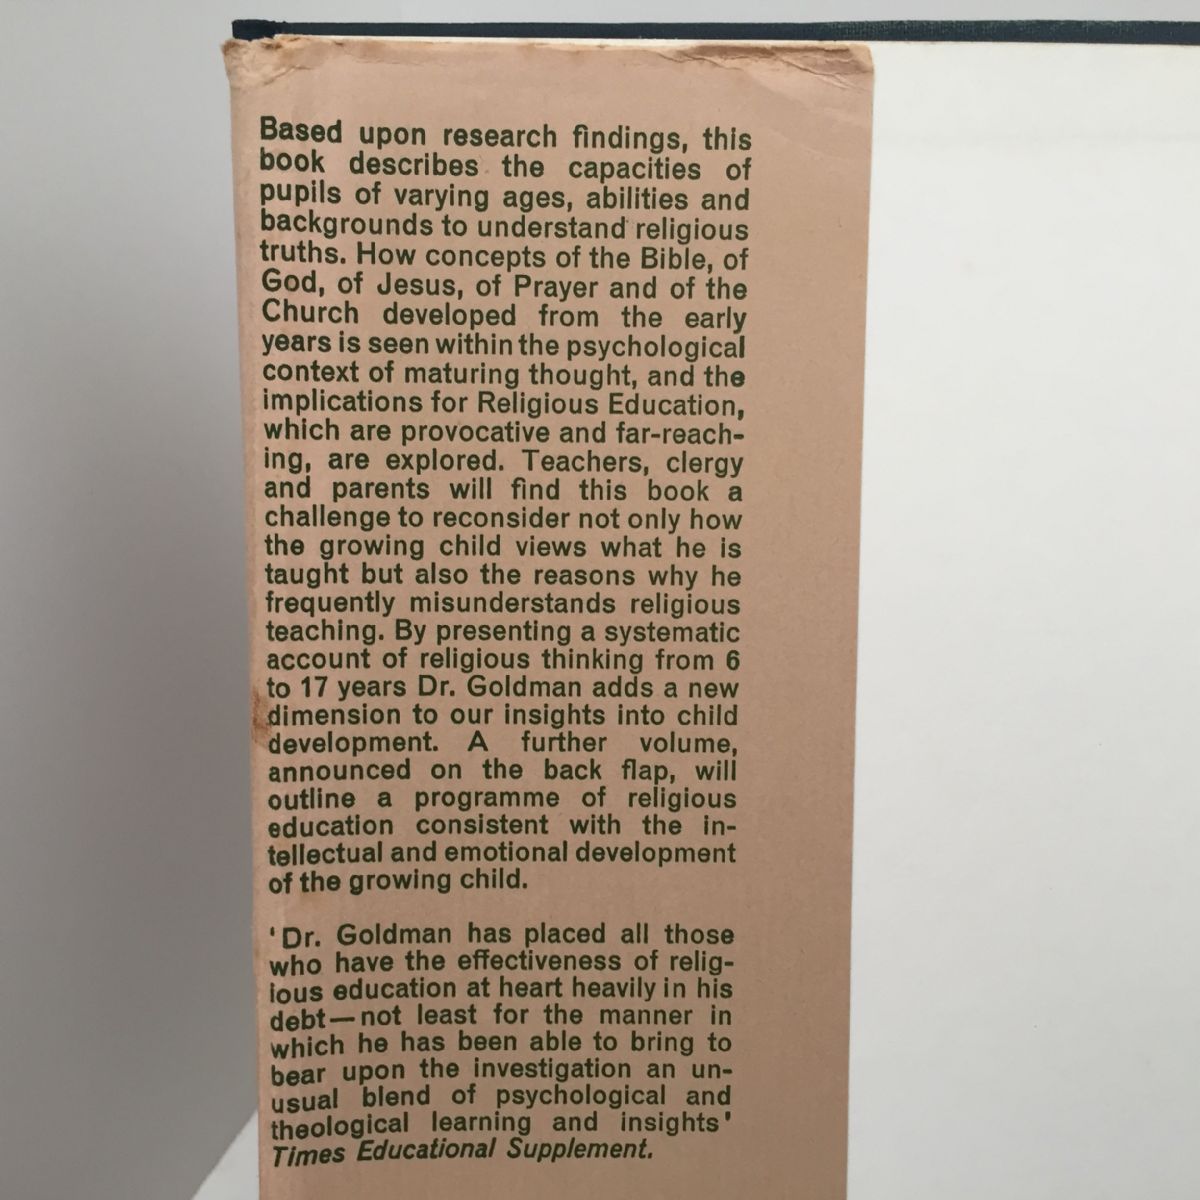 Based upon research findings, this
book describes the capacities of
pupils of varying ages, abilities and
backgrounds to understand religious
truths. How concepts of the Bible, of
God, of Jesus, of Prayer and of the
Church developed from the early
years is seen within the psychological
context of maturing thought, and the
implications for Religious Education,
which are provocative and far-reach-
ing, are explored. Teachers, clergy
and parents will find this book a
challenge to reconsider not only how
the growing child views what he is
taught but also the reasons why he
frequently misunderstands religious
teaching. By presenting a systematic
account of religious thinking from 6
to 17 years Dr. Goldman adds a new
dimension to our insights into child
development. A further volume,
announced on the back flap, will
outline a programme of religious
education consistent with the in-
tellectual and emotional development
of the growing child.
'Dr. Goldman has placed all those
who have the effectiveness of relig-
ious education at heart heavily in his
debt—not least for the manner in
which he has been able to bring to
bear upon the investigation an un-
usual blend of psychological and
theological learning and insights'
Times Educational Supplement.